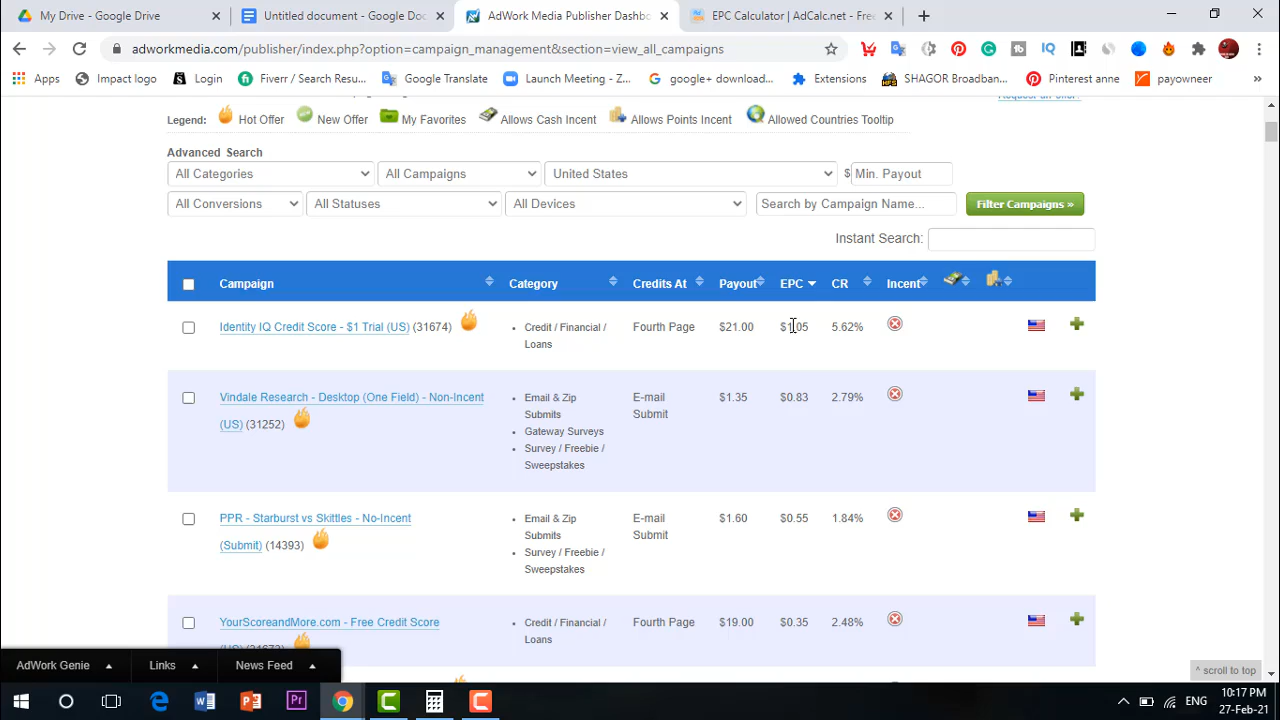 My Drive - Google Drive
Untitled document - Google Doc
AdWork Media Publisher Dashbo
EPC Calculator | AdCalc.net - Free
adworkmedia.com/publisher/index.php?option=campaign_management&section=view_all_campaigns
Apps
Impact logo
Login
Fiverr / Search Resu...
Google Translate
Launch Meeting - Z...
google+ download...
Extensions
SHAGOR Broadban...
Pinterest anne
payowneer
»
Request an offer?
Legend:
Hot Offer
New Offer
My Favorites
Allows Cash Incent
Allows Points Incent
Allowed Countries Tooltip
Advanced Search
All Categories
All Campaigns
United States
$ Min. Payout
All Conversions
All Statuses
All Devices
Search by Campaign Name...
Filter Campaigns »
Instant Search:
Campaign
Category
Credits At
Payout
EPC
CR
Incent
Identity IQ Credit Score - $1 Trial (US) (31674)
• Credit / Financial / Loans
Fourth Page
$21.00
$1.05
5.62%
Vindale Research - Desktop (One Field) - Non-Incent
(US) (31252)
• Email & Zip Submits
• Gateway Surveys
• Survey / Freebie / Sweepstakes
E-mail Submit
$1.35
$0.83
2.79%
PPR - Starburst vs Skittles - No-Incent
(Submit) (14393)
• Email & Zip Submits
• Survey / Freebie / Sweepstakes
E-mail Submit
$1.60
$0.55
1.84%
YourScoreandMore.com - Free Credit Score
• Credit / Financial / Loans
Fourth Page
$19.00
$0.35
2.48%
AdWork Genie
Links
News Feed
^ scroll to top
ENG
10:17 PM
27-Feb-21